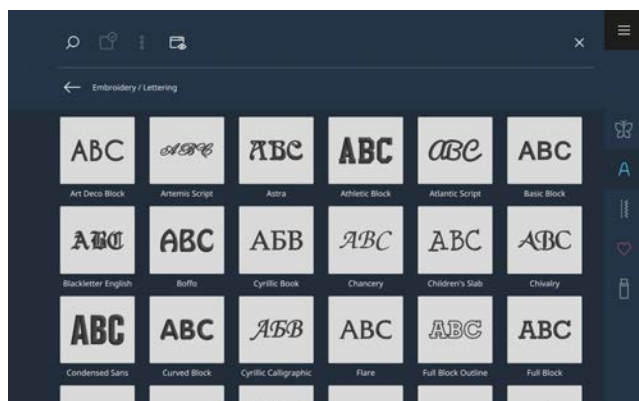 Embroidery / Lettering
ABC ABC ABC ABC ABC ABC
Art Deco Block Artemis Script Astra Athletic Block Atlantic Script Basic Block
ABC ABC АБВ ABC ABC ABC
Blackletter English Boffo Cyrillic Book Chancery Children's Slab Chivalry
ABC ABC АБВ ABC ABC ABC
Condensed Sans Curved Block Cyrillic Calligraphic Flare Full Block Outline Full Block
A